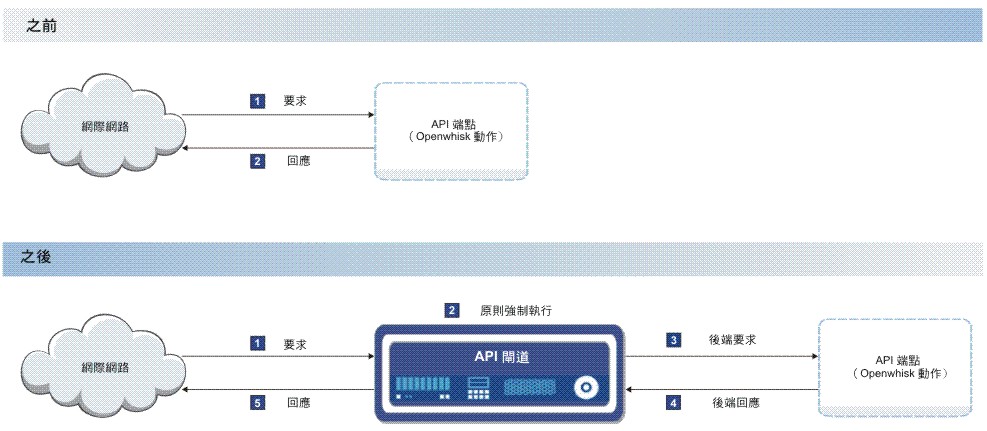 之前
網際網路
1 要求
2 回應
API 端點
（Openwhisk 動作）
之後
網際網路
1 要求
5 回應
2 原則強制執行
API 閘道
3 後端要求
4 後端回應
API 端點
（Openwhisk 動作）